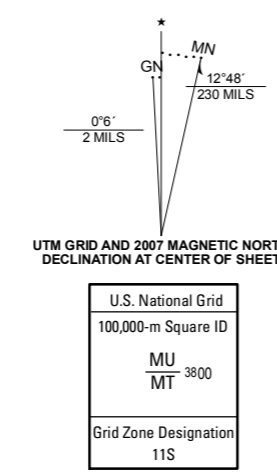 ★
MN
GN
12°48´
230 MILS
0°6´
2 MILS
UTM GRID AND 2007 MAGNETIC NORT
DECLINATION AT CENTER OF SHEET
U.S. National Grid
100,000-m Square ID
MU
MT 3800
Grid Zone Designation
11S